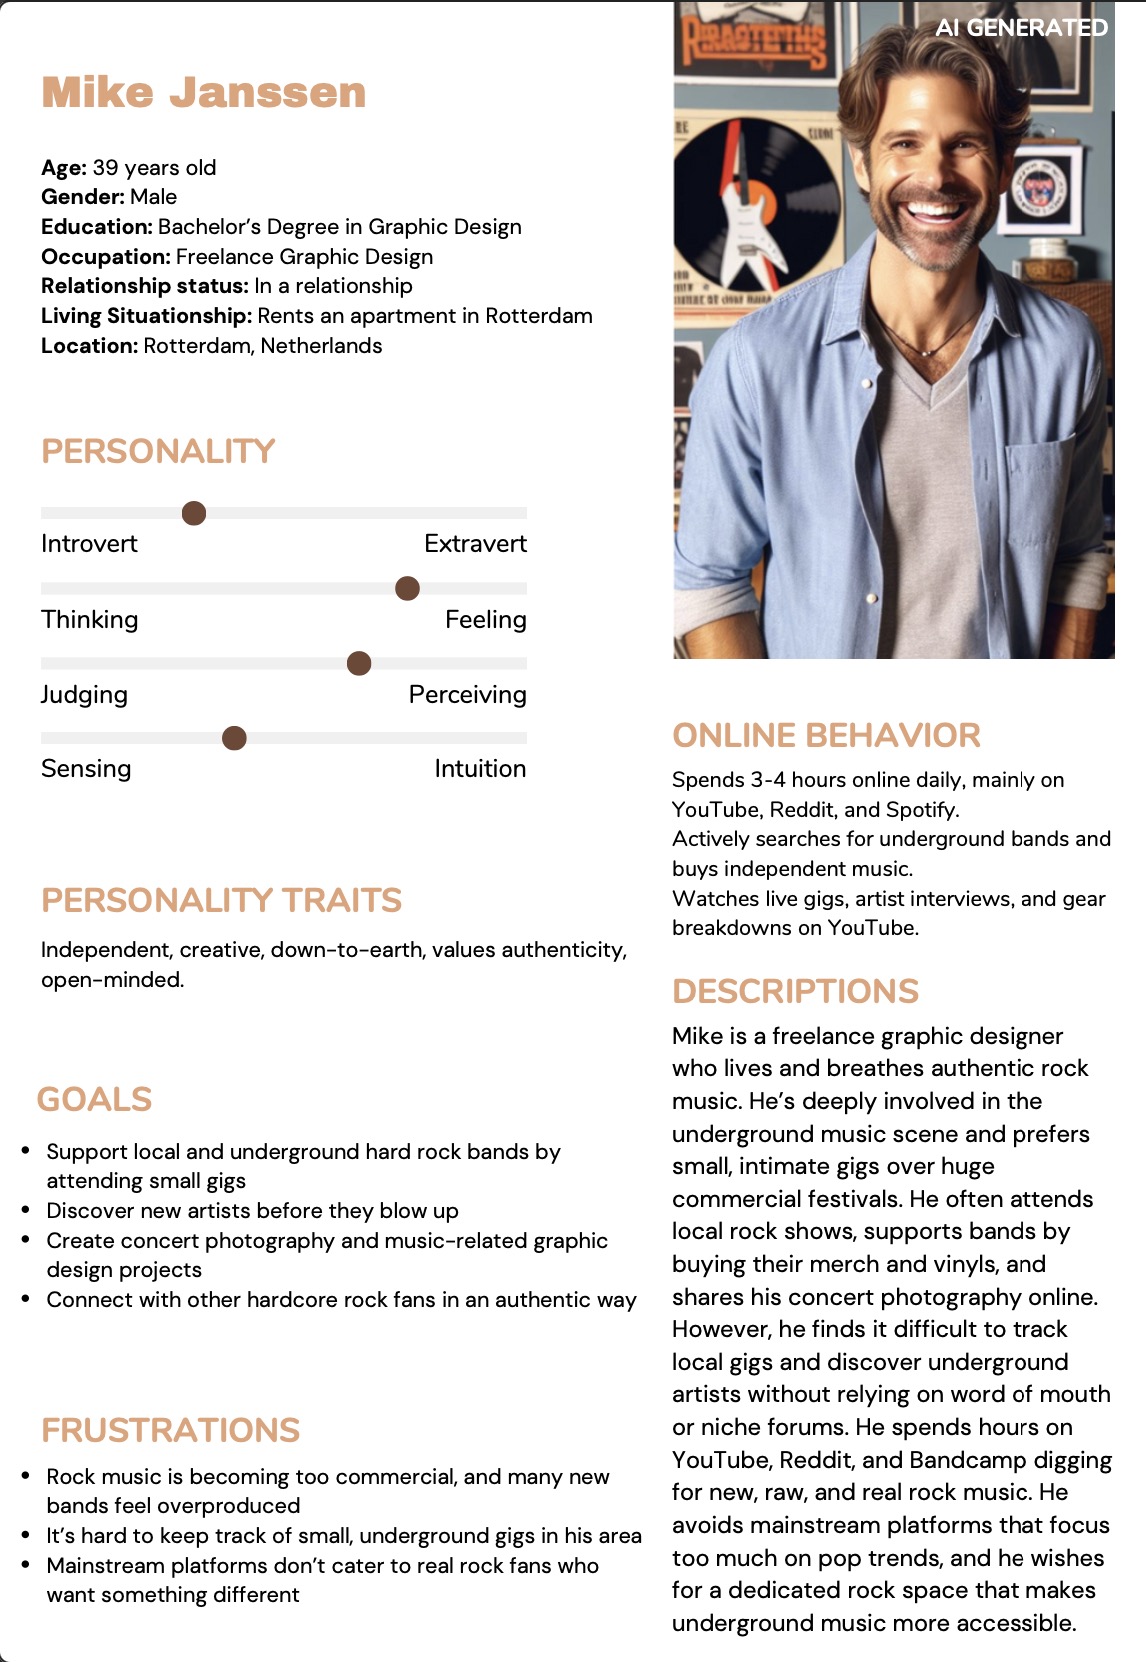 AI GENERATED
Mike Janssen
Age: 39 years old
Gender: Male
Education: Bachelor’s Degree in Graphic Design
Occupation: Freelance Graphic Design
Relationship status: In a relationship
Living Situationship: Rents an apartment in Rotterdam
Location: Rotterdam, Netherlands
PERSONALITY
Introvert Extravert
Thinking Feeling
Judging Perceiving
Sensing Intuition
PERSONALITY TRAITS
Independent, creative, down-to-earth, values authenticity,
open-minded.
GOALS
• Support local and underground hard rock bands by
attending small gigs
• Discover new artists before they blow up
• Create concert photography and music-related graphic
design projects
• Connect with other hardcore rock fans in an authentic way
FRUSTRATIONS
• Rock music is becoming too commercial, and many new
bands feel overproduced
• It’s hard to keep track of small, underground gigs in his area
• Mainstream platforms don’t cater to real rock fans who
want something different
ONLINE BEHAVIOR
Spends 3-4 hours online daily, mainly on
YouTube, Reddit, and Spotify.
Actively searches for underground bands and
buys independent music.
Watches live gigs, artist interviews, and gear
breakdowns on YouTube.
DESCRIPTIONS
Mike is a freelance graphic designer
who lives and breathes authentic rock
music. He’s deeply involved in the
underground music scene and prefers
small, intimate gigs over huge
commercial festivals. He often attends
local rock shows, supports bands by
buying their merch and vinyls, and
shares his concert photography online.
However, he finds it difficult to track
local gigs and discover underground
artists without relying on word of mouth
or niche forums. He spends hours on
YouTube, Reddit, and Bandcamp digging
for new, raw, and real rock music. He
avoids mainstream platforms that focus
too much on pop trends, and he wishes
for a dedicated rock space that makes
underground music more accessible.